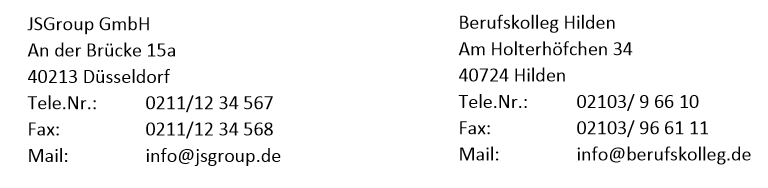 JSGroup GmbH
An der Brücke 15a
40213 Düsseldorf
Tele.Nr.: 0211/12 34 567
Fax: 0211/12 34 568
Mail: info@jsgroup.de
Berufskolleg Hilden
Am Holterhöfchen 34
40724 Hilden
Tele.Nr.: 02103/ 9 66 10
Fax: 02103/ 96 61 11
Mail: info@berufskolleg.de